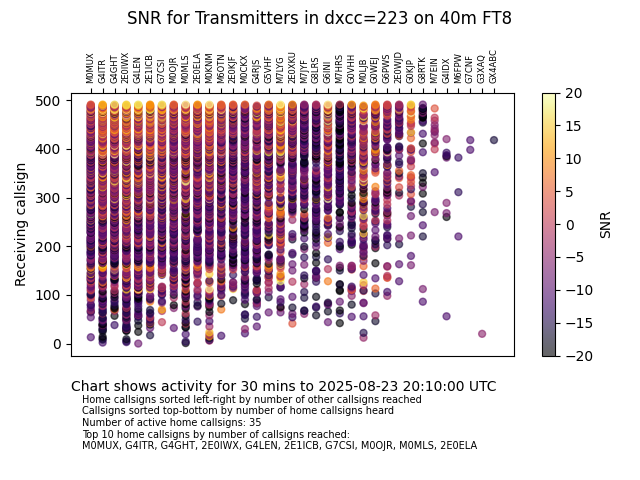 SNR for Transmitters in dxcc=223 on 40m FT8
M0MUX G4ITR G4GHT 2E0IWX G4LEN 2E1ICB G7CSI M0OJR M0MLS 2E0ELA M0KNM M6OTN 2E0KJF M0CKX G4RJS G5VHF M7LYG 2E0XKU M7JYF G8LRS G6INI M7HRS G0VHH M0LJB G0WEJ G6PWS 2E0WJD G0KJP G8RTK M7EIN G4IDX M6FPW G7CNF G3XAQ GX4ABC
500
400
300
200
100
0
Receiving callsign
20
15
10
5
0
−5
−10
−15
−20
SNR
Chart shows activity for 30 mins to 2025-08-23 20:10:00 UTC
Home callsigns sorted left-right by number of other callsigns reached
Callsigns sorted top-bottom by number of home callsigns heard
Number of active home callsigns: 35
Top 10 home callsigns by number of callsigns reached:
M0MUX, G4ITR, G4GHT, 2E0IWX, G4LEN, 2E1ICB, G7CSI, M0OJR, M0MLS, 2E0ELA